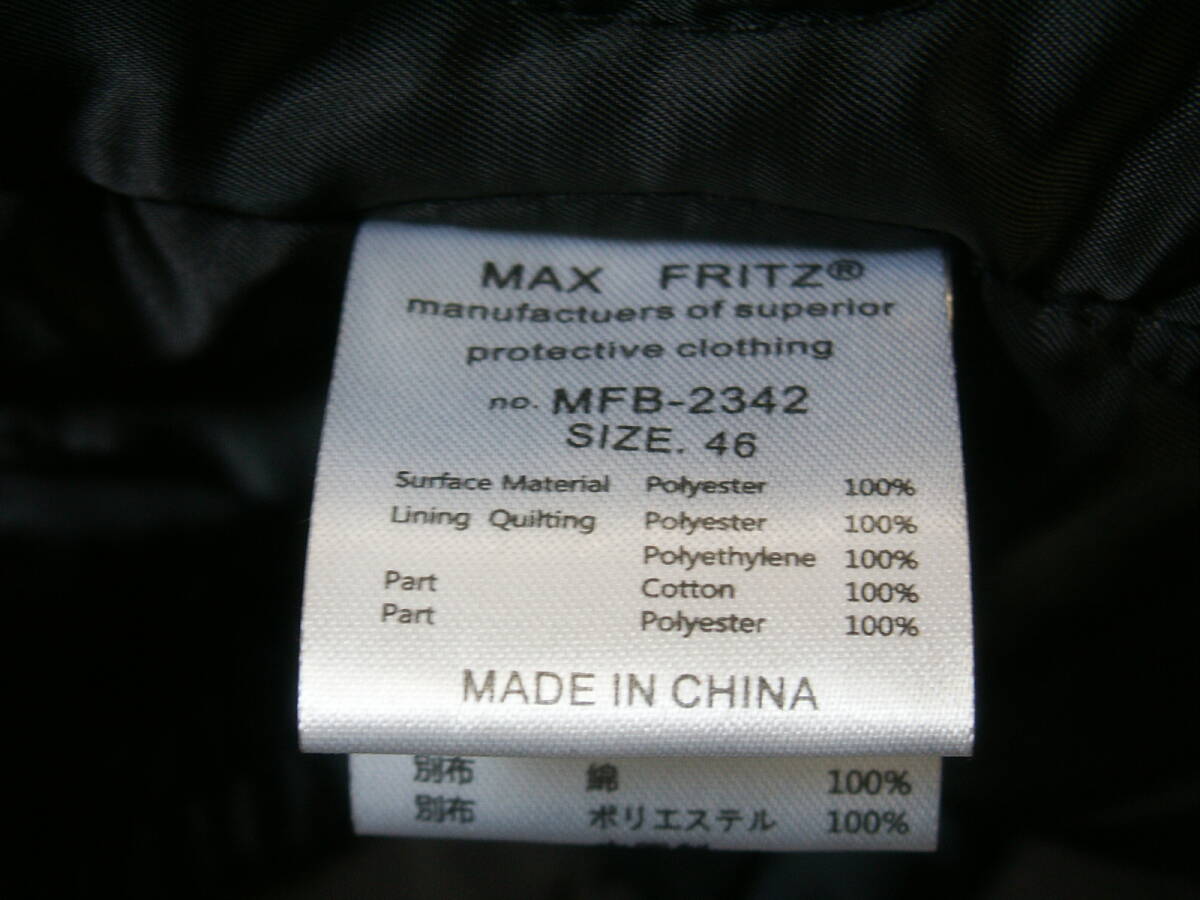 MAX FRITZ®
manufactuers of superior
protective clothing
no. MFB-2342
SIZE. 46
Surface Material Polyester 100%
Lining Quilting Polyester 100%
Polyethylene 100%
Part Cotton 100%
Part Polyester 100%
MADE IN CHINA
別布 綿 100%
別布 ポリエステル 100%